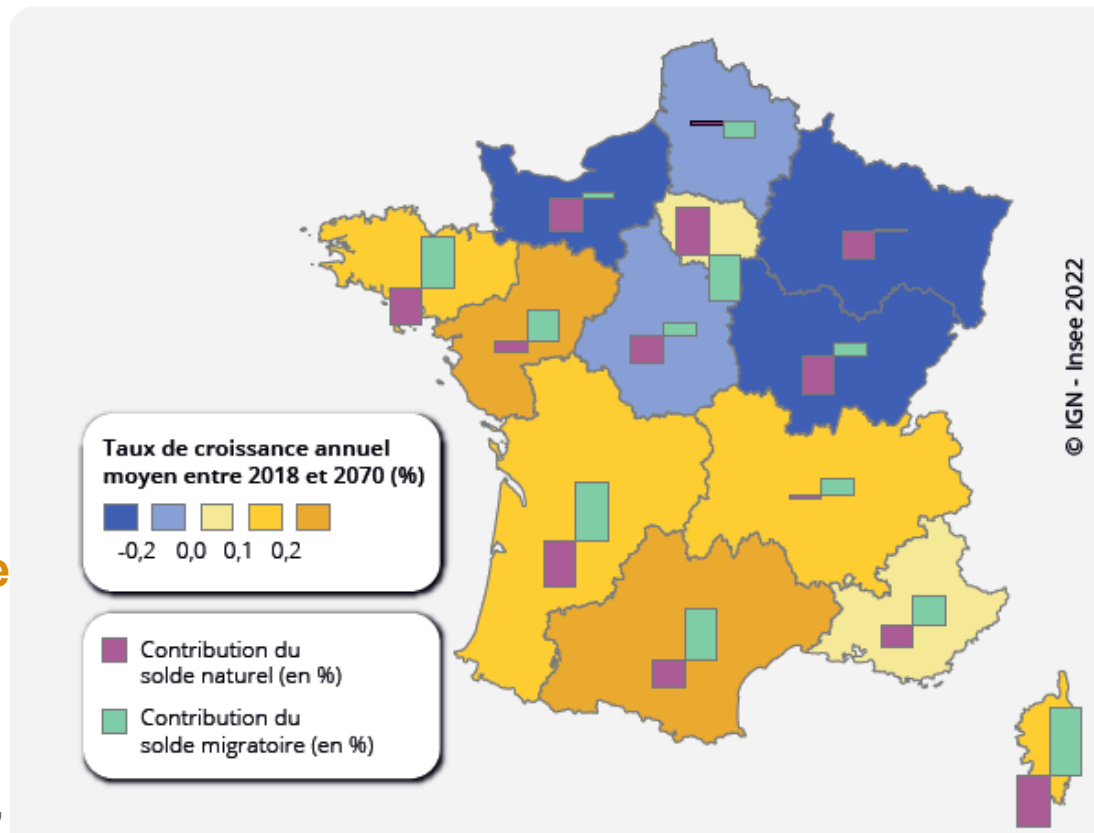 Taux de croissance annuel
moyen entre 2018 et 2070 (%)
-0,2 0,0 0,1 0,2
e
Contribution du
solde naturel (en %)
Contribution du
solde migratoire (en %)
© IGN - Insee 2022